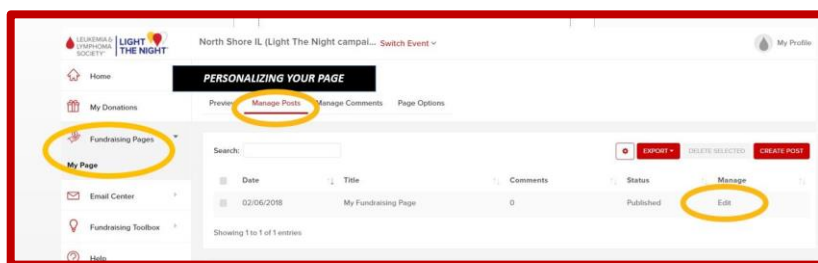 LEUKEMIA &
LYMPHOMA
SOCIETY
LIGHT
THE NIGHT
North Shore IL (Light The Night campai... Switch Event
My Profile
Home
PERSONALIZING YOUR PAGE
My Donations
Preview Manage Posts Manage Comments Page Options
Fundraising Pages
Search: EXPORT DELETE SELECTED CREATE POST
My Page
Date Title Comments Status Manage
Email Center
02/06/2018 My Fundraising Page 0 Published Edit
Fundraising Toolbox
Showing 1 to 1 of 1 entries
Help